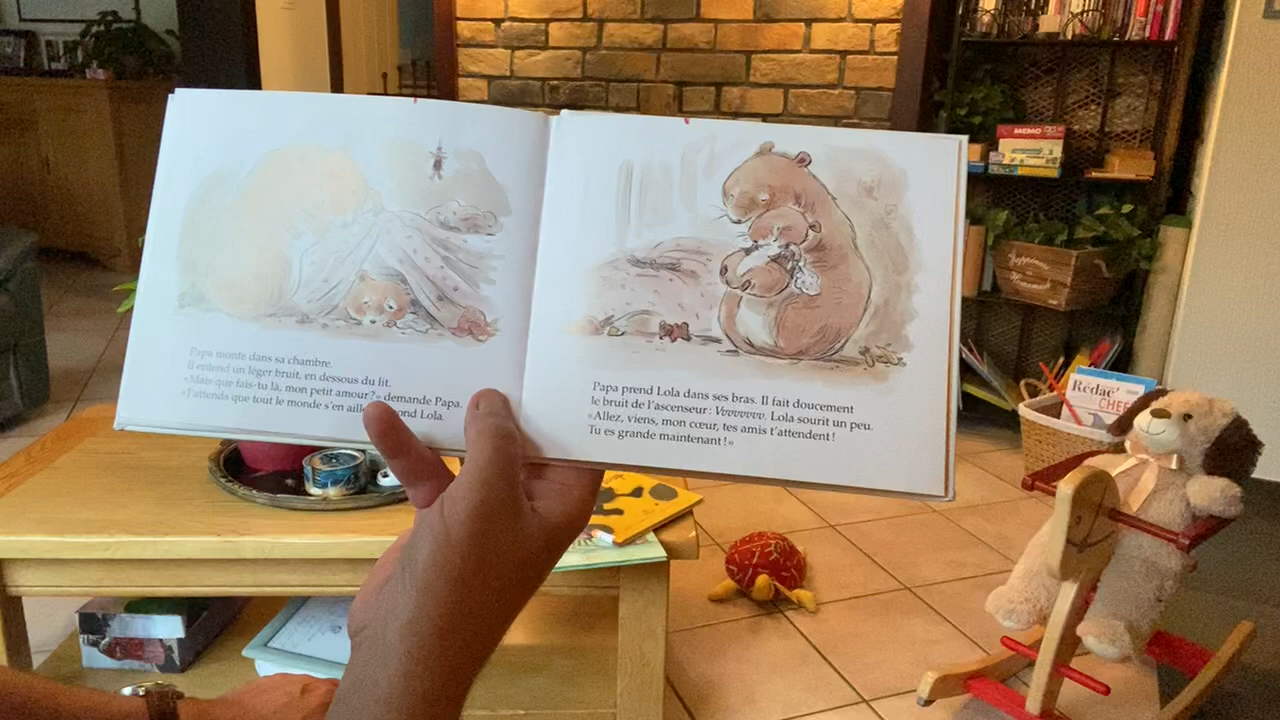 Papa monte dans sa chambre.
Il entend un léger bruit, en dessous du lit.
«Mais que fais-tu là, mon petit amour?» demande Papa.
«J'attends que tout le monde s'en aille ond Lola.
Papa prend Lola dans ses bras. Il fait doucement
le bruit de l'ascenseur : Vvvvvvvv. Lola sourit un peu.
«Allez, viens, mon cœur, tes amis t'attendent !
Tu es grande maintenant !»
MEMO
Rédac'
CHEF
Happiness